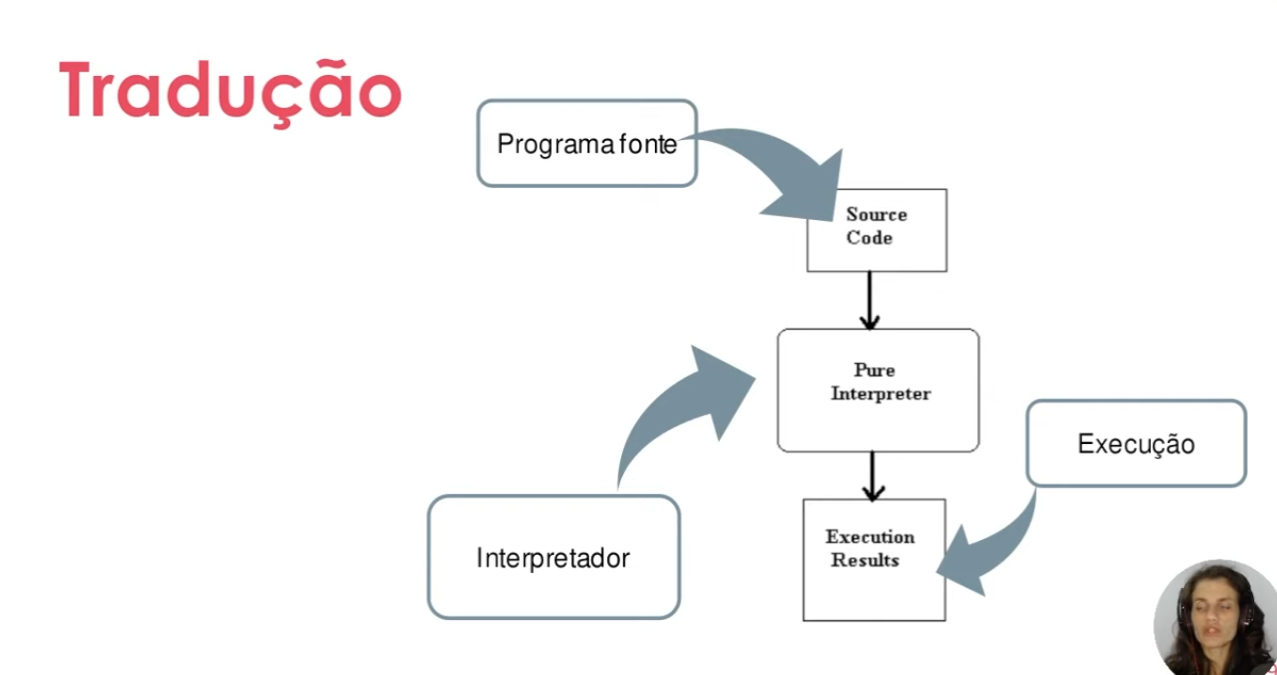 Tradução
Programa fonte
Source
Code
Pure
Interpreter
Execução
Interpretador
Execution
Results